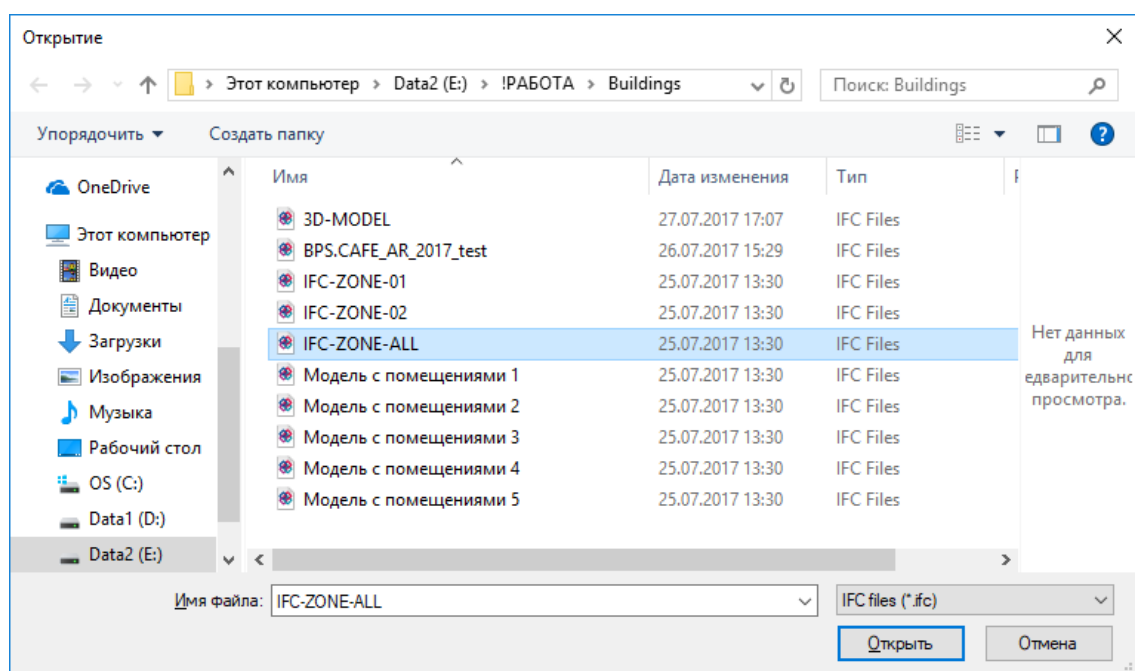 Открытие
Этот компьютер > Data2 (E:) > !РАБОТА > Buildings
Поиск: Buildings
Упорядочить
Создать папку
OneDrive
Этот компьютер
Видео
Документы
Загрузки
Изображения
Музыка
Рабочий стол
OS (C:)
Data1 (D:)
Data2 (E:)
Имя Дата изменения Тип
3D-MODEL 27.07.2017 17:07 IFC Files
BPS.CAFE_AR_2017_test 26.07.2017 15:29 IFC Files
IFC-ZONE-01 25.07.2017 13:30 IFC Files
IFC-ZONE-02 25.07.2017 13:30 IFC Files
IFC-ZONE-ALL 25.07.2017 13:30 IFC Files
Модель с помещениями 1 25.07.2017 13:30 IFC Files
Модель с помещениями 2 25.07.2017 13:30 IFC Files
Модель с помещениями 3 25.07.2017 13:30 IFC Files
Модель с помещениями 4 25.07.2017 13:30 IFC Files
Модель с помещениями 5 25.07.2017 13:30 IFC Files
Нет данных
для
едварительно
просмотра.
Имя файла: IFC-ZONE-ALL
IFC files (*.ifc)
Открыть
Отмена